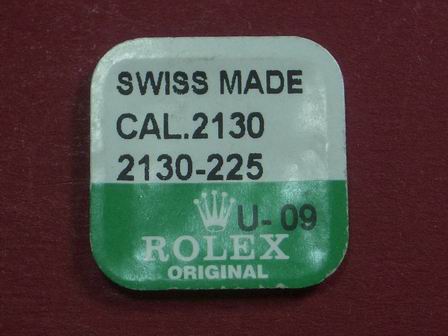 SWISS MADE
CAL.2130
2130-225
U- 09
ROLEX
ORIGINAL